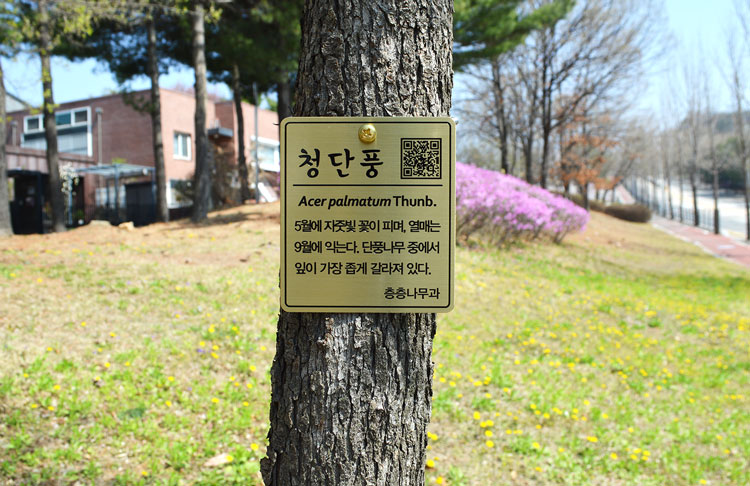 청단풍
Acer palmatum Thunb.
5월에 자줏빛 꽃이 피며, 열매는
9월에 익는다. 단풍나무 중에서
잎이 가장 좁게 갈라져 있다.
층층나무과